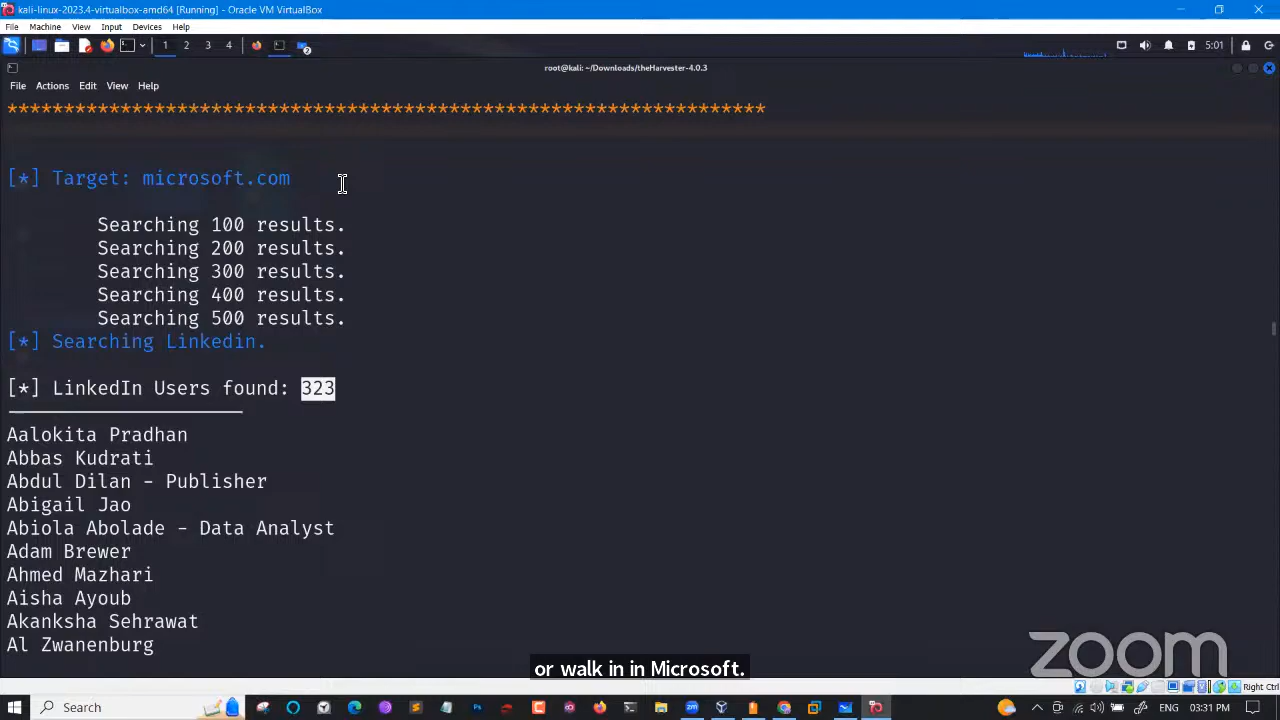 kali-linux-2023.4-virtualbox-amd64 [Running] - Oracle VM VirtualBox
File Machine View Input Devices Help
1 2 3 4 2 5:01
root@kali: ~/Downloads/theHarvester-4.0.3
File Actions Edit View Help
*******************************************************************
[*] Target: microsoft.com
Searching 100 results.
Searching 200 results.
Searching 300 results.
Searching 400 results.
Searching 500 results.
[*] Searching Linkedin.
[*] LinkedIn Users found: 323
Aalokita Pradhan
Abbas Kudrati
Abdul Dilan - Publisher
Abigail Jao
Abiola Abolade - Data Analyst
Adam Brewer
Ahmed Mazhari
Aisha Ayoub
Akanksha Sehrawat
Al Zwanenburg
zoom
or walk in in Microsoft.
Right Ctrl
Search
ENG 03:31 PM